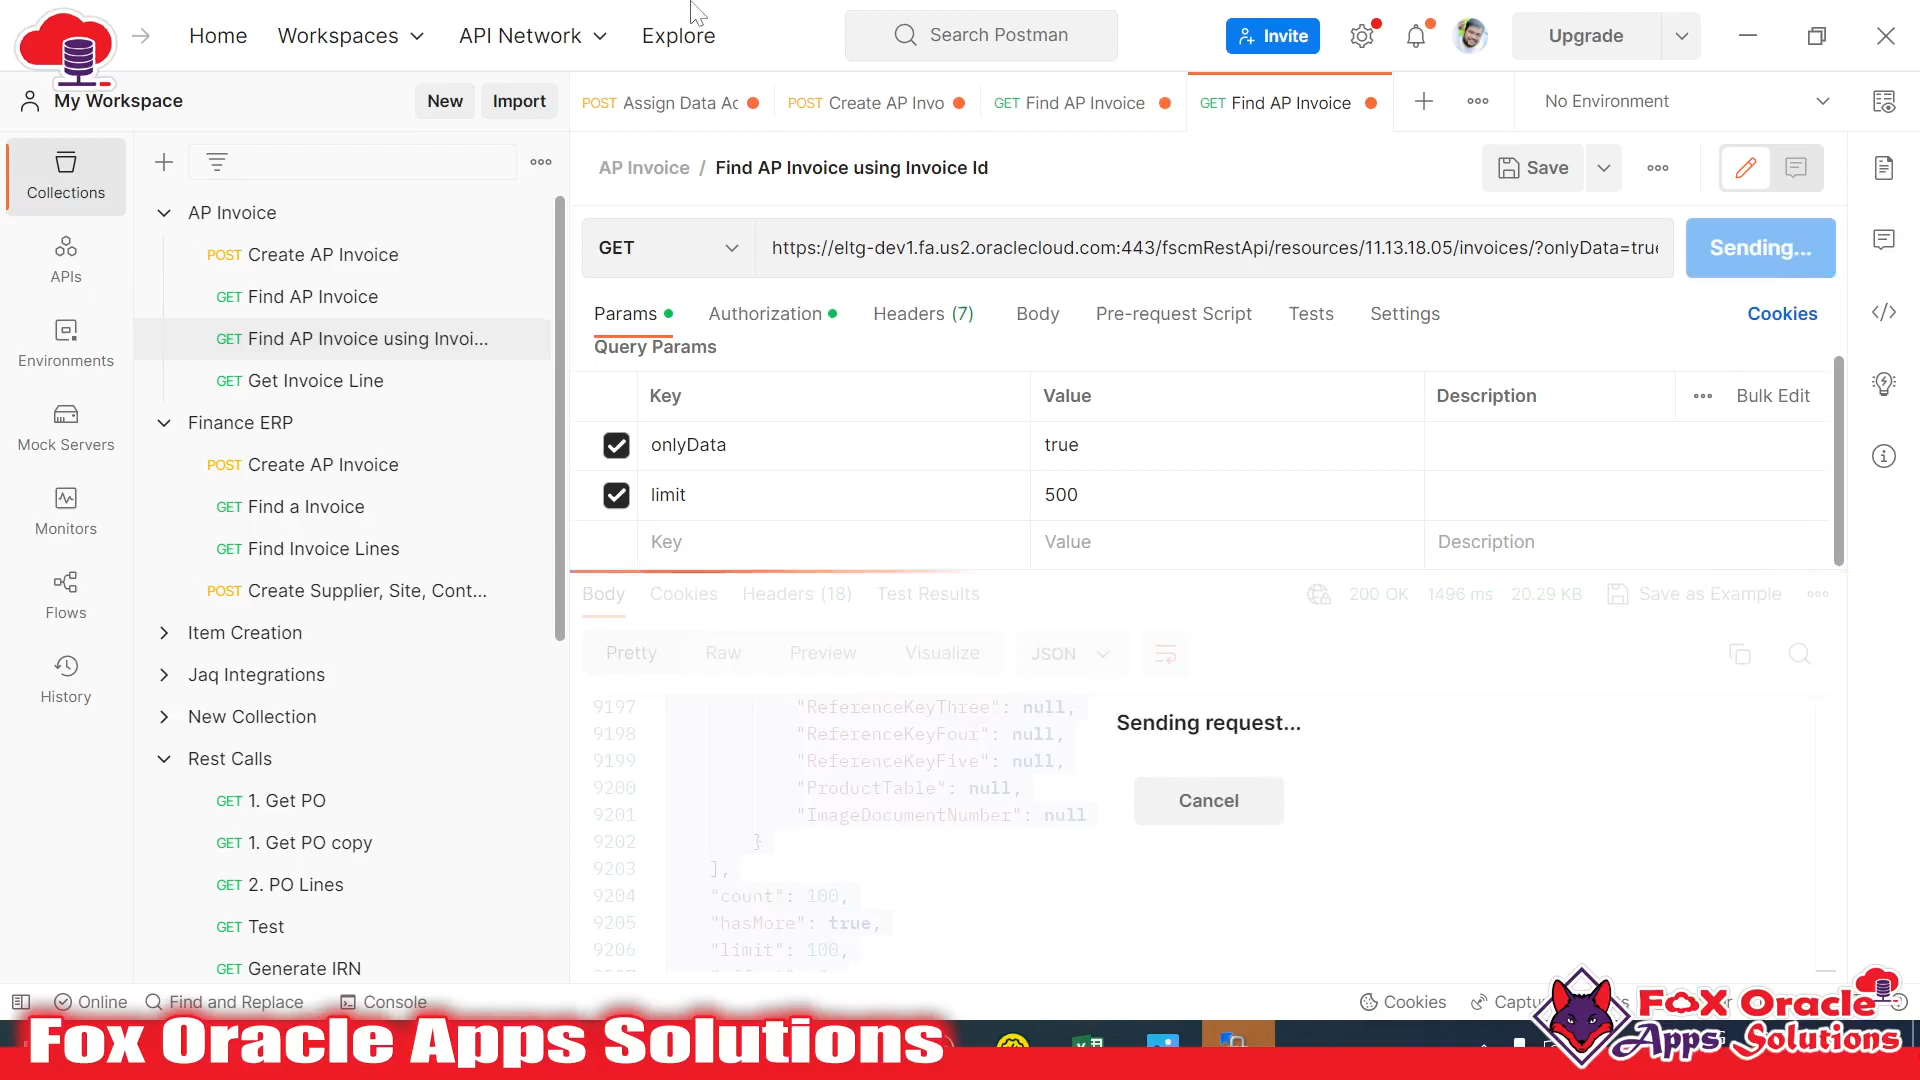 Home
Workspaces
API Network
Explore
Search Postman
Invite
Upgrade
My Workspace
New
Import
POST Assign Data Ac
POST Create AP Invo
GET Find AP Invoice
GET Find AP Invoice
No Environment
Collections
APIs
Environments
Mock Servers
Monitors
Flows
History
AP Invoice
POST Create AP Invoice
GET Find AP Invoice
GET Find AP Invoice using Invoi...
GET Get Invoice Line
Finance ERP
POST Create AP Invoice
GET Find a Invoice
GET Find Invoice Lines
POST Create Supplier, Site, Cont...
Item Creation
Jaq Integrations
New Collection
Rest Calls
GET 1. Get PO
GET 1. Get PO copy
GET 2. PO Lines
GET Test
GET Generate IRN
AP Invoice / Find AP Invoice using Invoice Id
Save
GET
https://eltg-dev1.fa.us2.oraclecloud.com:443/fscmRestApi/resources/11.13.18.05/invoices/?onlyData=true
Sending...
Params
Authorization
Headers (7)
Body
Pre-request Script
Tests
Settings
Cookies
Query Params
Key Value Description Bulk Edit
onlyData true
limit 500
Key Value Description
Body
Cookies
Headers (18)
Test Results
200 OK 1496 ms 20.29 KB
Save as Example
Pretty
Raw
Preview
Visualize
JSON
9197 "ReferenceKeyThree": null,
9198 "ReferenceKeyFour": null,
9199 "ReferenceKeyFive": null,
9200 "ProductTable": null,
9201 "ImageDocumentNumber": null
9202 }
9203 ],
9204 "count": 100,
9205 "hasMore": true,
9206 "limit": 100,
Sending request...
Cancel
Online
Find and Replace
Console
Cookies
Fox Oracle Apps Solutions
Fox Oracle
Apps Solutions